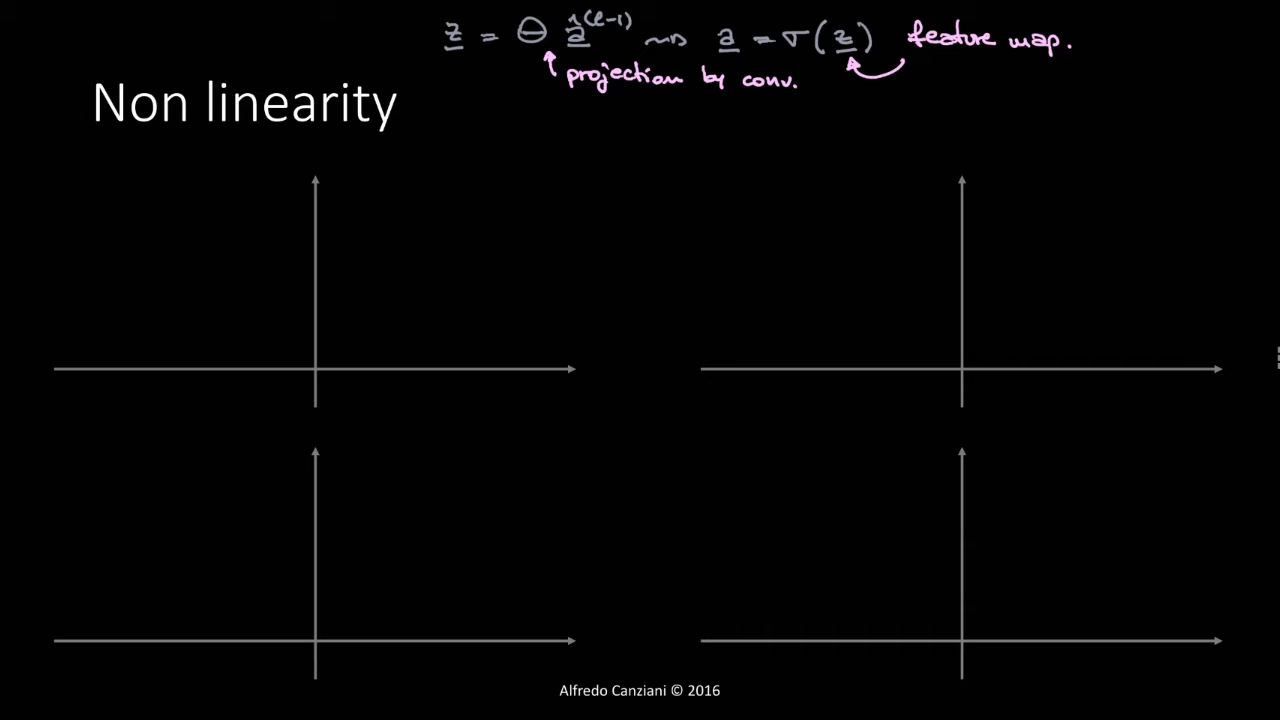 z = Θ â^(l-1) ⇝ a = σ(z) feature map.
projection by conv.
Non linearity
Alfredo Canziani © 2016